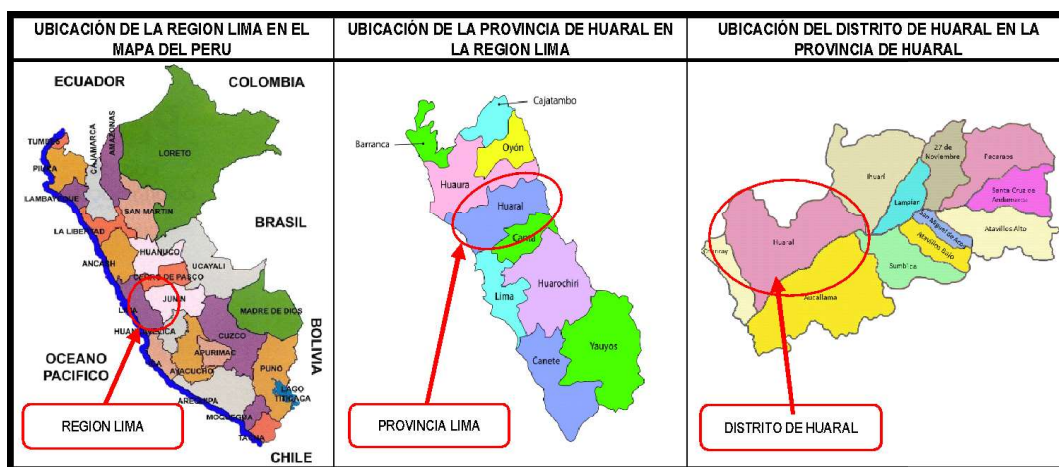 UBICACIÓN DE LA REGION LIMA EN EL
MAPA DEL PERU
UBICACIÓN DE LA PROVINCIA DE HUARAL EN
LA REGION LIMA
UBICACIÓN DEL DISTRITO DE HUARAL EN LA
PROVINCIA DE HUARAL
ECUADOR
COLOMBIA
TUMBES
PIURA
CAJAMARCA
AMAZONAS
LORETO
LAMBAYEQUE
SAN MARTIN
LA LIBERTAD
BRASIL
HUANUCO
ANCASH
UCAYALI
CERRO DE PASCO
JUNIN
LIMA
MADRE DE DIOS
HUANCAVELICA
CUZCO
BOLIVIA
OCEANO
PACIFICO
APURIMAC
AYACUCHO
PUNO
LAGO
TITICACA
AREQUIPA
MOQUEGUA
TACNA
CHILE
REGION LIMA
Cajatambo
Barranca
Oyón
Huaura
Huaral
Canta
Lima
Huarochirí
Yauyos
Canete
PROVINCIA LIMA
27 de
Noviembre
Pacaraos
Ihuarí
Santa Cruz de
Andamarca
Lampian
San Miguel de Acos
Atavillos Alto
Atavillos Bajo
Huaral
Chancay
Sumbilca
Aucallama
DISTRITO DE HUARAL